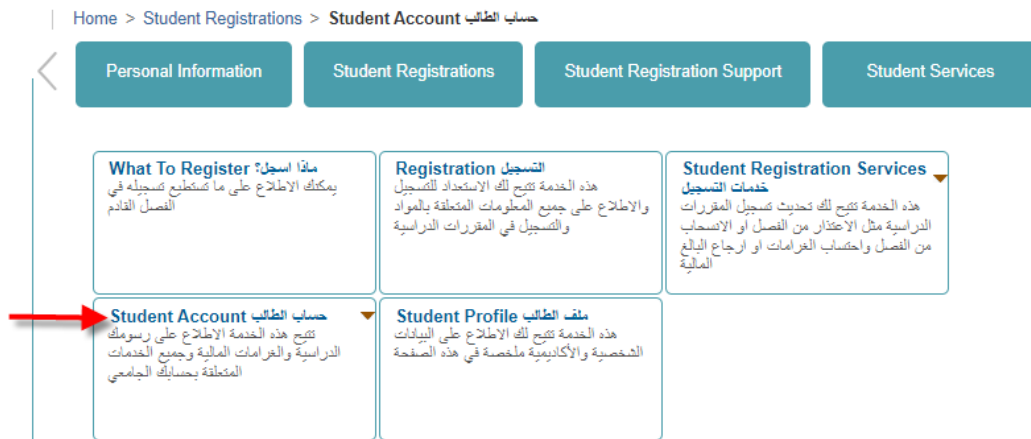 Home > Student Registrations > Student Account حساب الطالب
Personal Information
Student Registrations
Student Registration Support
Student Services
What To Register ماذا اسجل؟
يمكنك الاطلاع على ما تستطيع تسجيله في
الفصل القادم
Registration التسجيل
هذه الخدمة تتيح لك الاستعداد للتسجيل
والاطلاع على جميع المعلومات المتعلقة بالمواد
والتسجيل في المقررات الدراسية
Student Registration Services
خدمات التسجيل
هذه الخدمة تتيح لك تحديث تسجيل المقررات
الدراسية مثل الاعتذار من الفصل أو الانسحاب
من الفصل واحتساب الغرامات او ارجاع البالغ
المالية
Student Account حساب الطالب
تتيح هذه الخدمة الاطلاع على رسومك
الدراسية والغرامات المالية وجميع الخدمات
المتعلقة بحسابك الجامعي
Student Profile ملف الطالب
هذه الخدمة تتيح لك الاطلاع على البيانات
الشخصية والأكاديمية ملخصة في هذه الصفحة